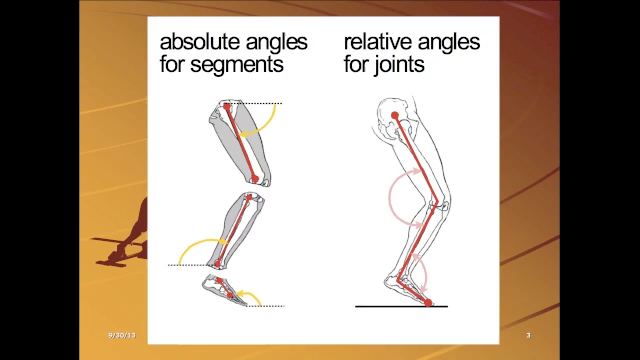 absolute angles
for segments
relative angles
for joints
9/30/13
3